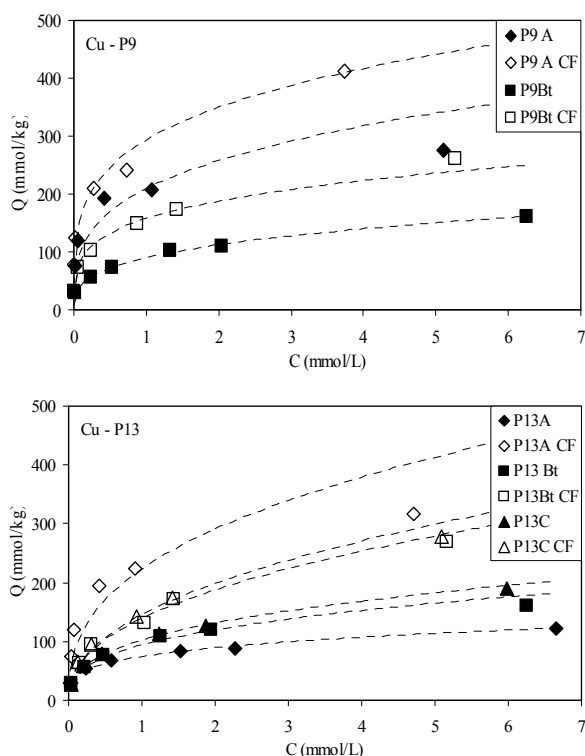 Cu - P9
P9 A
P9 A CF
P9Bt
P9Bt CF
Q (mmol/kg)
500
400
300
200
100
0
0 1 2 3 4 5 6 7
C (mmol/L)
Cu - P13
P13A
P13A CF
P13 Bt
P13Bt CF
P13C
P13C CF
Q (mmol/kg)
500
400
300
200
100
0
0 1 2 3 4 5 6 7
C (mmol/L)